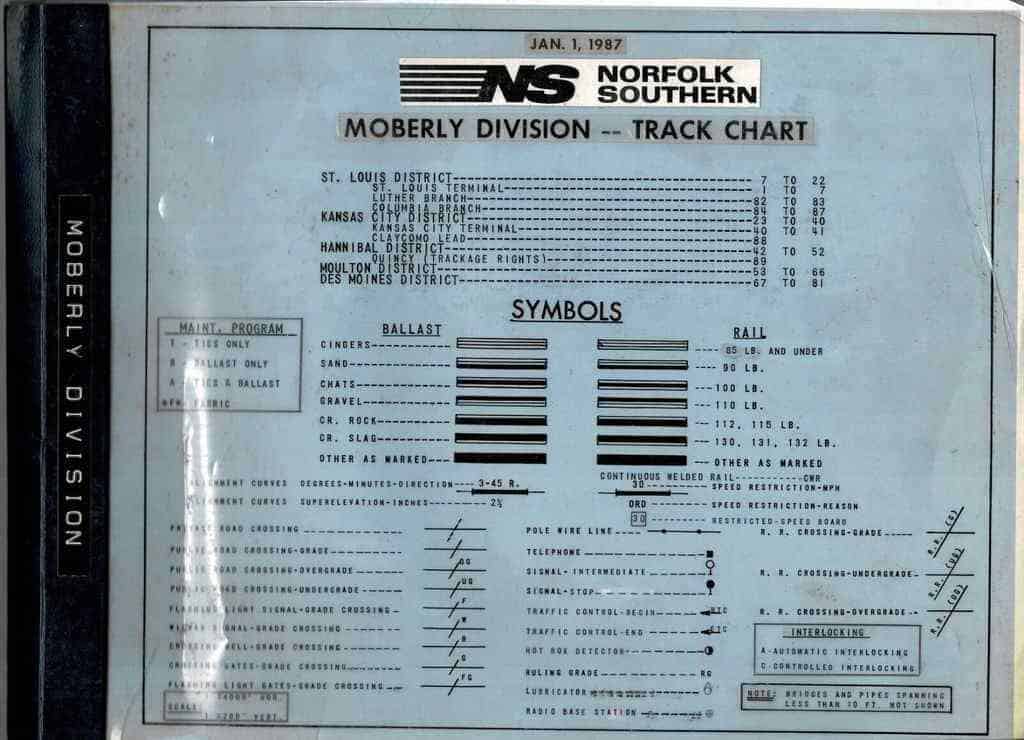 MOBERLY DIVISION
JAN. 1, 1987
NS NORFOLK SOUTHERN
MOBERLY DIVISION -- TRACK CHART
ST. LOUIS DISTRICT 7 TO 22
ST. LOUIS TERMINAL 1 TO 7
LUTHER BRANCH 82 TO 83
COLUMBIA BRANCH 84 TO 87
KANSAS CITY DISTRICT 23 TO 40
KANSAS CITY TERMINAL 40 TO 41
CLAYCOMO LEAD 88
HANNIBAL DISTRICT 42 TO 52
QUINCY (TRACKAGE RIGHTS) 89
MOULTON DISTRICT 53 TO 66
DES MOINES DISTRICT 67 TO 81
SYMBOLS
MAINT. PROGRAM
T - TIES ONLY
B - BALLAST ONLY
A - TIES & BALLAST
FABRIC
BALLAST
CINDERS
SAND
CHATS
GRAVEL
CR. ROCK
CR. SLAG
OTHER AS MARKED
RAIL
85 LB. AND UNDER
90 LB.
100 LB.
110 LB.
112, 115 LB.
130, 131, 132 LB.
OTHER AS MARKED
CONTINUOUS WELDED RAIL CWR
ALIGNMENT CURVES DEGREES-MINUTES-DIRECTION 3-45 R.
ALIGNMENT CURVES SUPERELEVATION-INCHES 2½
30 SPEED RESTRICTION-MPH
ORD SPEED RESTRICTION-REASON
30 RESTRICTED-SPEED BOARD
PRIVATE ROAD CROSSING
PUBLIC ROAD CROSSING-GRADE
PUBLIC ROAD CROSSING-OVERGRADE OG
PUBLIC ROAD CROSSING-UNDERGRADE UG
FLASHING LIGHT SIGNAL-GRADE CROSSING F
WIGWAG SIGNAL-GRADE CROSSING W
CROSSING BELL-GRADE CROSSING B
CROSSING GATES-GRADE CROSSING G
FLASHING LIGHT GATES-GRADE CROSSING FG
SCALE:
HOR.
VERT.
POLE WIRE LINE
TELEPHONE
SIGNAL-INTERMEDIATE
SIGNAL-STOP
TRAFFIC CONTROL-BEGIN BTC
TRAFFIC CONTROL-END ETC
HOT BOX DETECTOR
RULING GRADE RG
LUBRICATOR
RADIO BASE STATION
R. R. CROSSING-GRADE R.R. (G)
R. R. CROSSING-UNDERGRADE R.R. (UG)
R. R. CROSSING-OVERGRADE R.R. (OG)
INTERLOCKING
A-AUTOMATIC INTERLOCKING
C-CONTROLLED INTERLOCKING
NOTE: BRIDGES AND PIPES SPANNING
LESS THAN 10 FT. NOT SHOWN